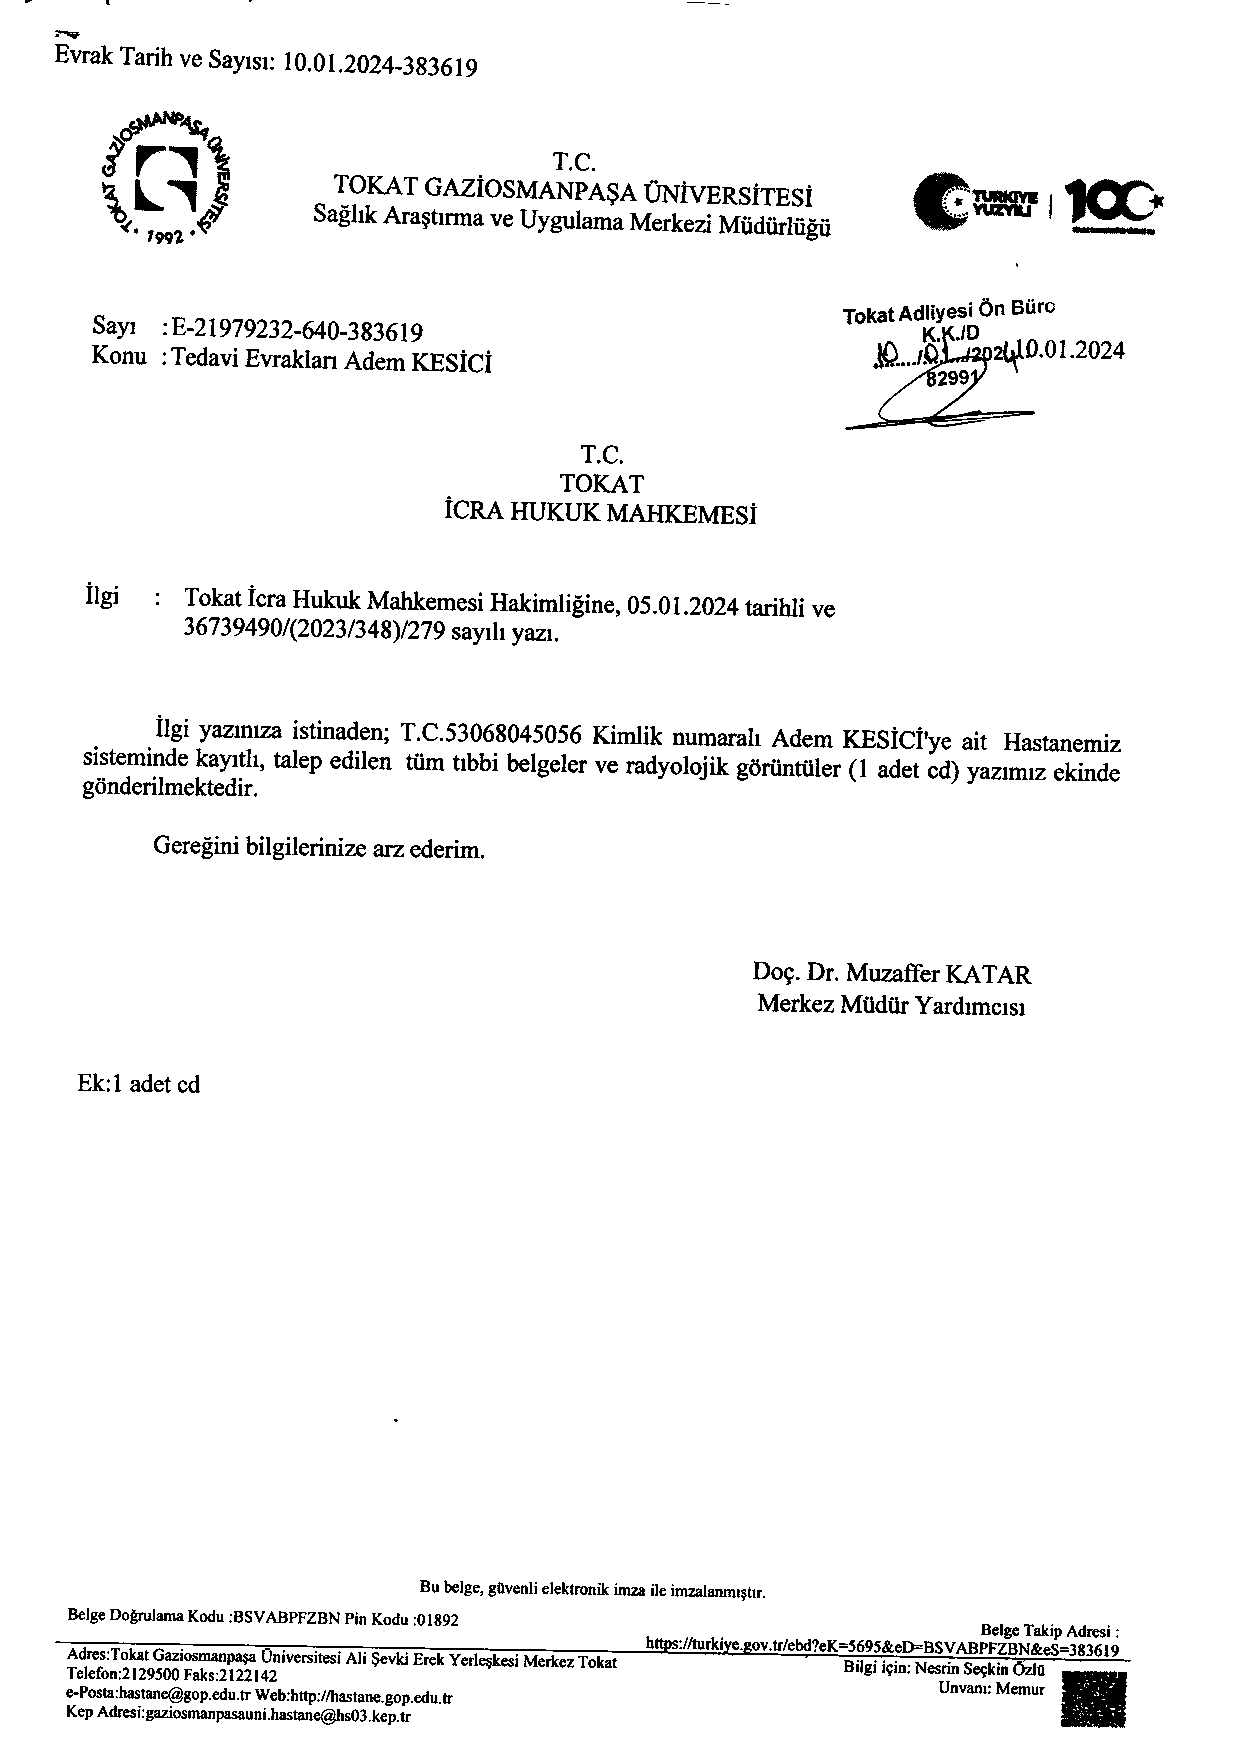 Evrak Tarih ve Sayısı: 10.01.2024-383619
TOKAT GAZİOSMANPAŞA ÜNİVERSİTESİ
1992
T.C.
TOKAT GAZİOSMANPAŞA ÜNİVERSİTESİ
Sağlık Araştırma ve Uygulama Merkezi Müdürlüğü
TÜRKİYE
YÜZYILI
100
Sayı :E-21979232-640-383619
Konu :Tedavi Evrakları Adem KESİCİ
Tokat Adliyesi Ön Büro
K.K./D
10.../01../2024 10.01.2024
82991
T.C.
TOKAT
İCRA HUKUK MAHKEMESİ
İlgi : Tokat İcra Hukuk Mahkemesi Hakimliğine, 05.01.2024 tarihli ve
36739490/(2023/348)/279 sayılı yazı.
İlgi yazınıza istinaden; T.C.53068045056 Kimlik numaralı Adem KESİCİ'ye ait Hastanemiz
sisteminde kayıtlı, talep edilen tüm tıbbi belgeler ve radyolojik görüntüler (1 adet cd) yazımız ekinde
gönderilmektedir.
Gereğini bilgilerinize arz ederim.
Doç. Dr. Muzaffer KATAR
Merkez Müdür Yardımcısı
Ek:1 adet cd
Bu belge, güvenli elektronik imza ile imzalanmıştır.
Belge Doğrulama Kodu :BSVABPFZBN Pin Kodu :01892
Belge Takip Adresi :
https://turkiye.gov.tr/ebd?eK=5695&eD=BSVABPFZBN&eS=383619
Adres:Tokat Gaziosmanpaşa Üniversitesi Ali Şevki Erek Yerleşkesi Merkez Tokat
Telefon:2129500 Faks:2122142
e-Posta:hastane@gop.edu.tr Web:http://hastane.gop.edu.tr
Kep Adresi:gaziosmanpasauni.hastane@hs03.kep.tr
Bilgi için: Nesrin Seçkin Özlü
Unvanı: Memur